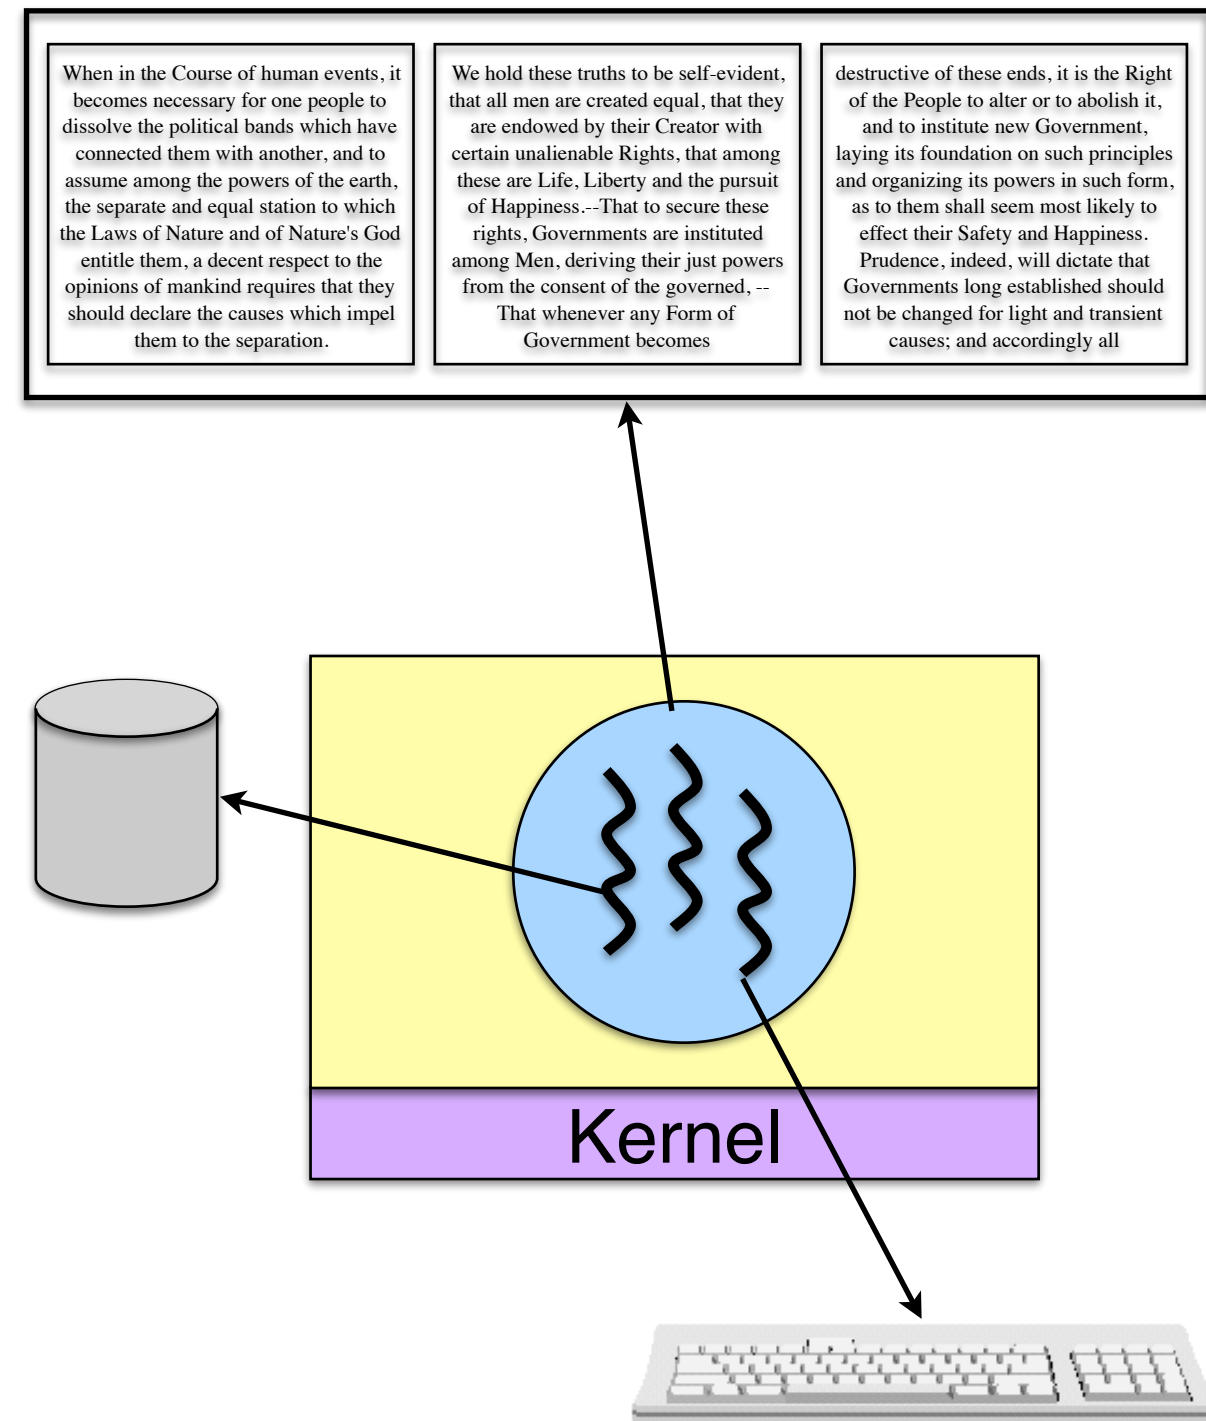 When in the Course of human events, it
becomes necessary for one people to
dissolve the political bands which have
connected them with another, and to
assume among the powers of the earth,
the separate and equal station to which
the Laws of Nature and of Nature's God
entitle them, a decent respect to the
opinions of mankind requires that they
should declare the causes which impel
them to the separation.
We hold these truths to be self-evident,
that all men are created equal, that they
are endowed by their Creator with
certain unalienable Rights, that among
these are Life, Liberty and the pursuit
of Happiness.--That to secure these
rights, Governments are instituted
among Men, deriving their just powers
from the consent of the governed, --
That whenever any Form of
Government becomes
destructive of these ends, it is the Right
of the People to alter or to abolish it,
and to institute new Government,
laying its foundation on such principles
and organizing its powers in such form,
as to them shall seem most likely to
effect their Safety and Happiness.
Prudence, indeed, will dictate that
Governments long established should
not be changed for light and transient
causes; and accordingly all
Kernel